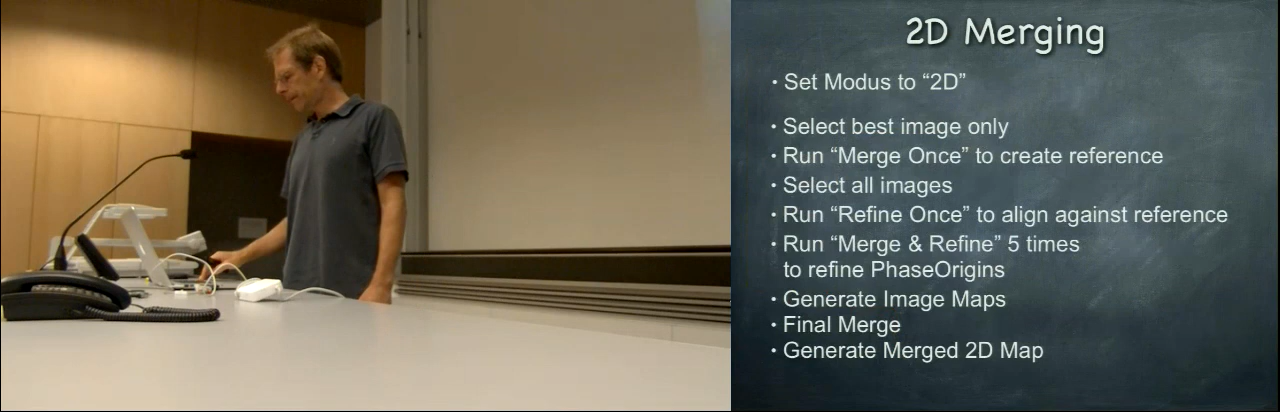 2D Merging
• Set Modus to “2D”
• Select best image only
• Run “Merge Once” to create reference
• Select all images
• Run “Refine Once” to align against reference
• Run “Merge & Refine” 5 times
to refine PhaseOrigins
• Generate Image Maps
• Final Merge
• Generate Merged 2D Map